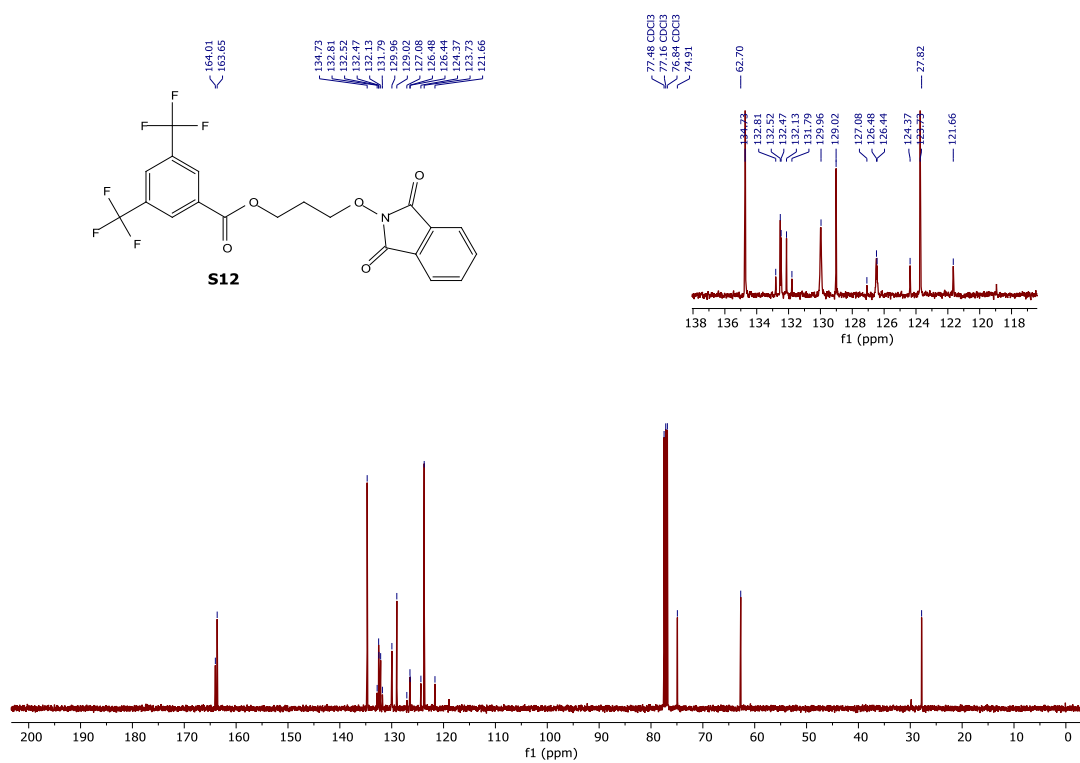 164.01
163.65
134.73
132.81
132.52
132.47
132.13
131.79
129.96
129.02
127.08
126.48
126.44
124.37
123.73
121.66
77.48 CDCl3
77.16 CDCl3
76.84 CDCl3
74.91
62.70
27.82
F
F
F
F
F
F
O
O
O
N
O
O
S12
134.73
132.81
132.52
132.47
132.13
131.79
129.96
129.02
127.08
126.48
126.44
124.37
123.73
121.66
138 136 134 132 130 128 126 124 122 120 118
f1 (ppm)
200 190 180 170 160 150 140 130 120 110 100 90 80 70 60 50 40 30 20 10 0
f1 (ppm)